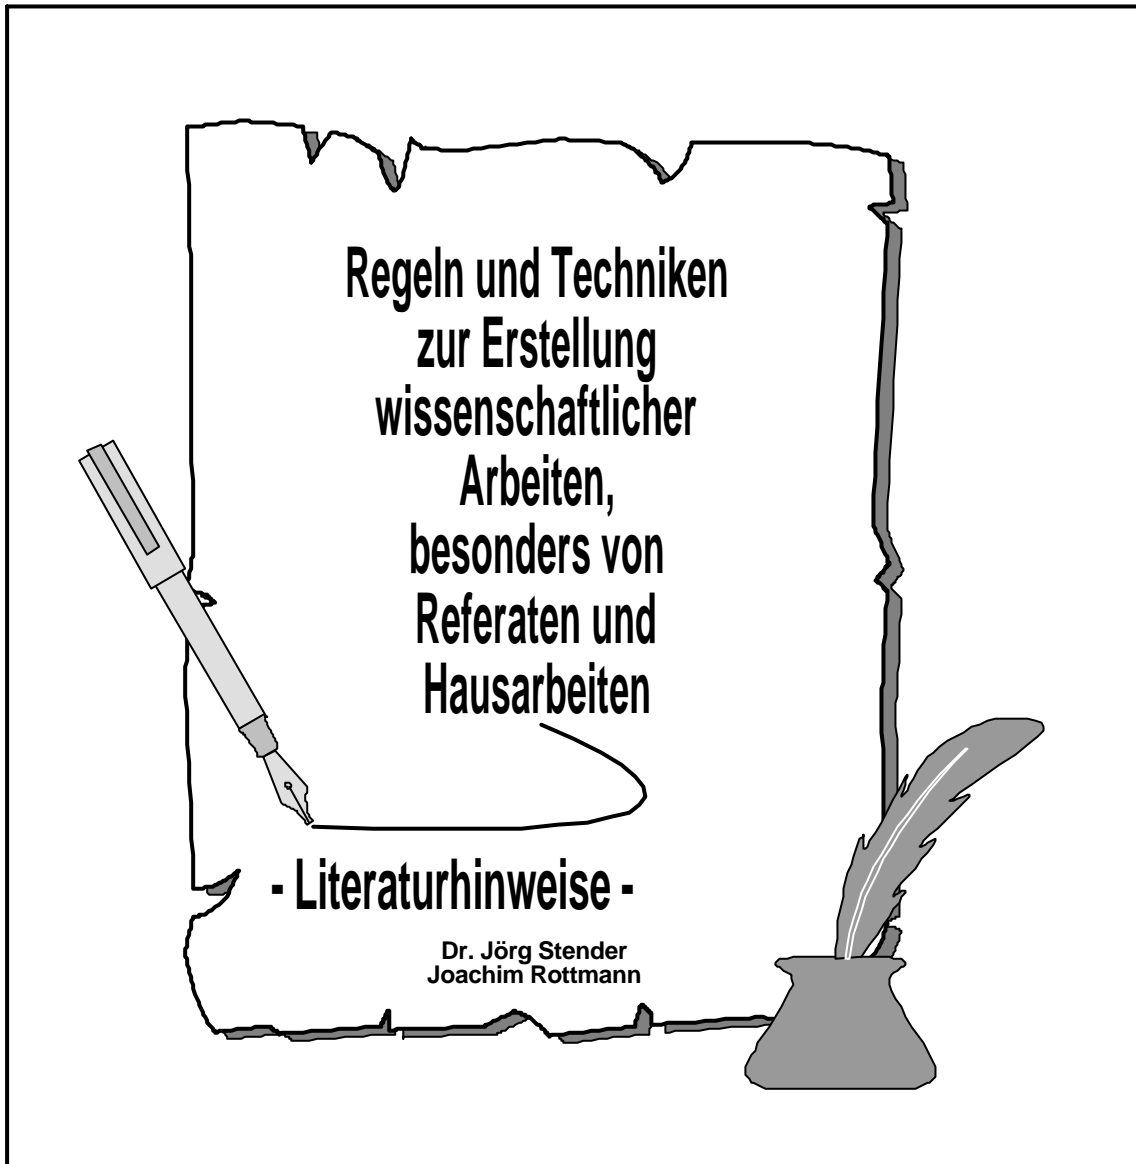 Regeln und Techniken
zur Erstellung
wissenschaftlicher
Arbeiten,
besonders von
Referaten und
Hausarbeiten
- Literaturhinweise -
Dr. Jörg Stender
Joachim Rottmann